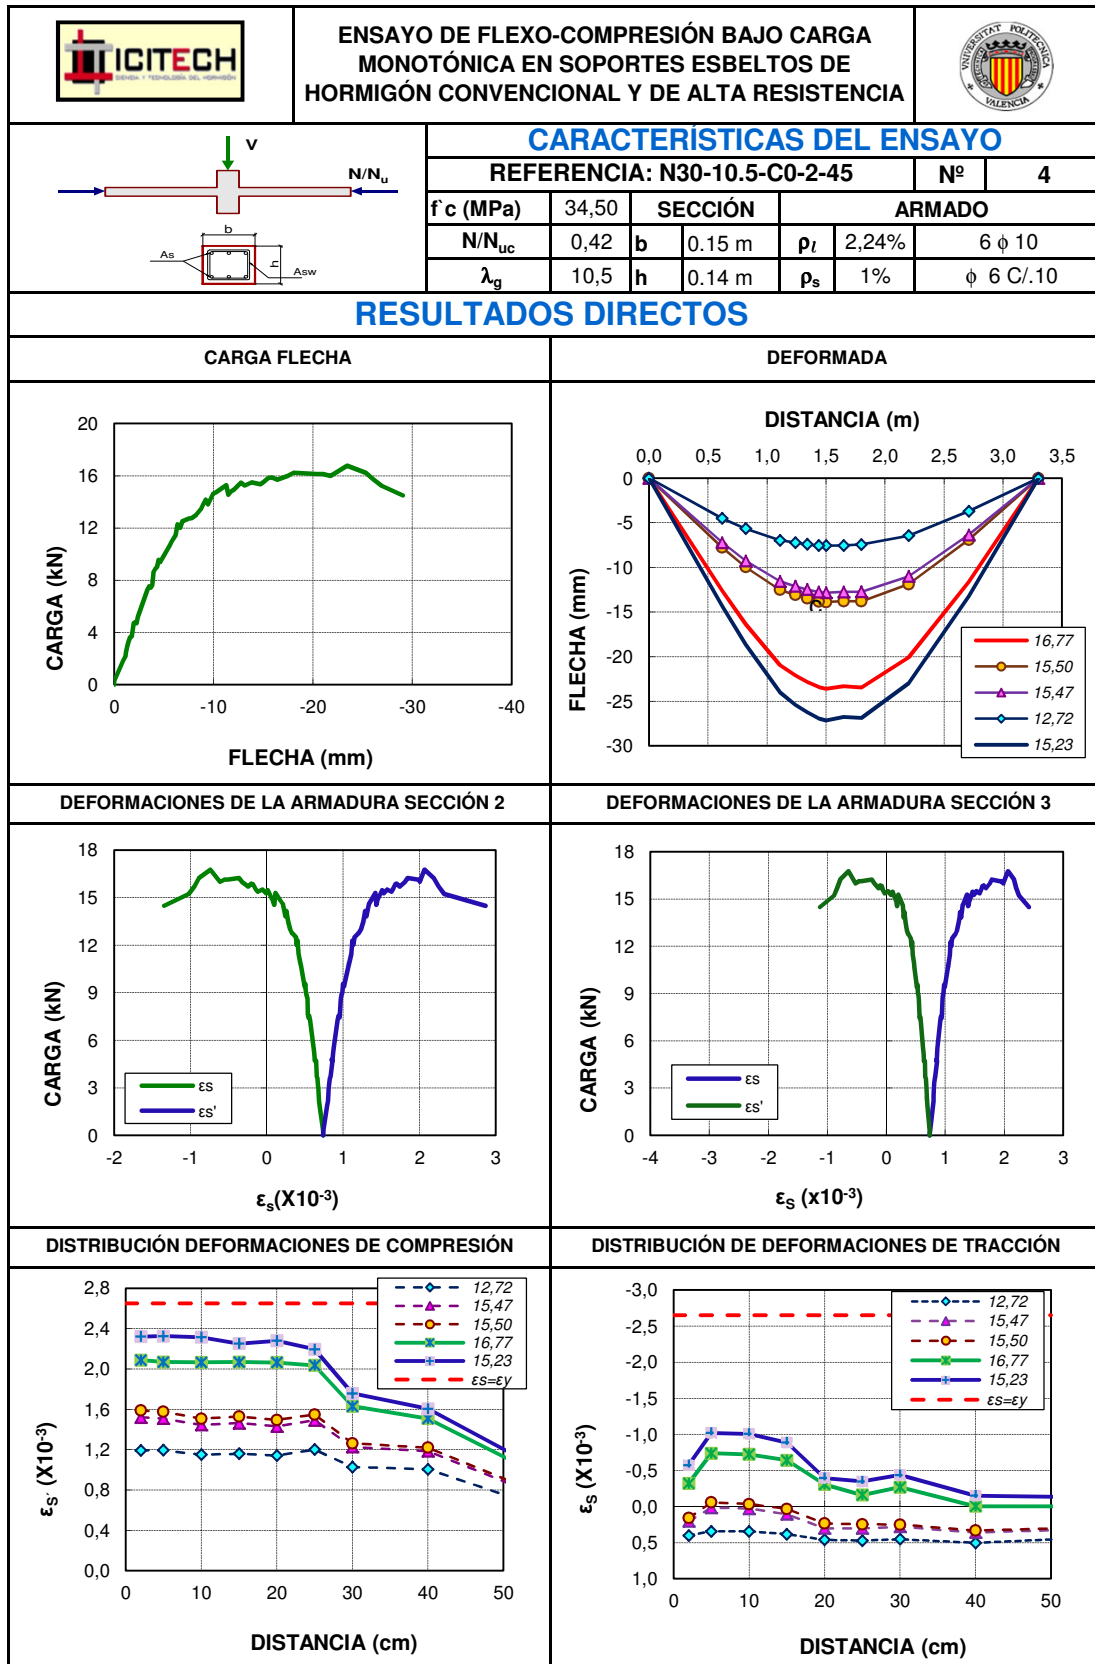 ICITECH
CIENCIA Y TECNOLOGÍA DEL HORMIGÓN
ENSAYO DE FLEXO-COMPRESIÓN BAJO CARGA
MONOTÓNICA EN SOPORTES ESBELTOS DE
HORMIGÓN CONVENCIONAL Y DE ALTA RESISTENCIA
UNIVERSITAT POLITECNICA
VALENCIA
V
N/Nu
b
As
h
Asw
CARACTERÍSTICAS DEL ENSAYO
REFERENCIA: N30-10.5-C0-2-45 Nº 4
f`c (MPa) 34,50 SECCIÓN ARMADO
N/Nuc 0,42 b 0.15 m ρl 2,24% 6 ϕ 10
λg 10,5 h 0.14 m ρs 1% ϕ 6 C/.10
RESULTADOS DIRECTOS
CARGA FLECHA
20
16
12
8
4
0
0 -10 -20 -30 -40
CARGA (kN)
FLECHA (mm)
DEFORMADA
DISTANCIA (m)
0,0 0,5 1,0 1,5 2,0 2,5 3,0 3,5
0
-5
-10
-15
-20
-25
-30
FLECHA (mm)
16,77
15,50
15,47
12,72
15,23
DEFORMACIONES DE LA ARMADURA SECCIÓN 2
18
15
12
9
6
3
0
-2 -1 0 1 2 3
CARGA (kN)
εs
εs'
εs(X10-3)
DEFORMACIONES DE LA ARMADURA SECCIÓN 3
18
15
12
9
6
3
0
-4 -3 -2 -1 0 1 2 3
CARGA (kN)
εs
εs'
εS (x10-3)
DISTRIBUCIÓN DEFORMACIONES DE COMPRESIÓN
2,8
2,4
2,0
1,6
1,2
0,8
0,4
0,0
0 10 20 30 40 50
εS´ (X10-3)
12,72
15,47
15,50
16,77
15,23
εs=εy
DISTANCIA (cm)
DISTRIBUCIÓN DE DEFORMACIONES DE TRACCIÓN
-3,0
-2,5
-2,0
-1,5
-1,0
-0,5
0,0
0,5
1,0
0 10 20 30 40 50
εS (X10-3)
12,72
15,47
15,50
16,77
15,23
εs=εy
DISTANCIA (cm)